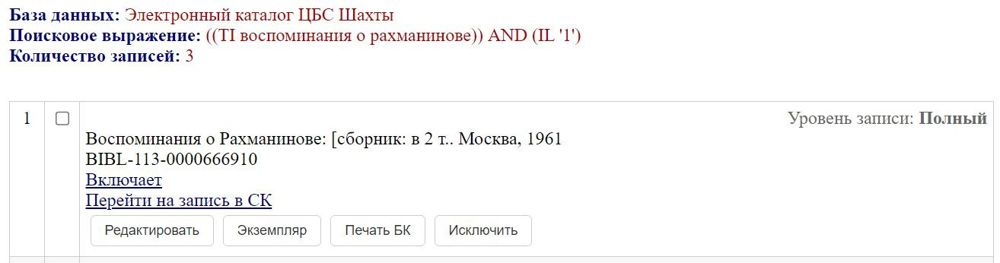 База данных: Электронный каталог ЦБС Шахты
Поисковое выражение: ((TI воспоминания о рахманинове)) AND (IL '1')
Количество записей: 3
1
Уровень записи: Полный
Воспоминания о Рахманинове: [сборник: в 2 т.. Москва, 1961
BIBL-113-0000666910
Включает
Перейти на запись в СК
Редактировать Экземпляр Печать БК Исключить